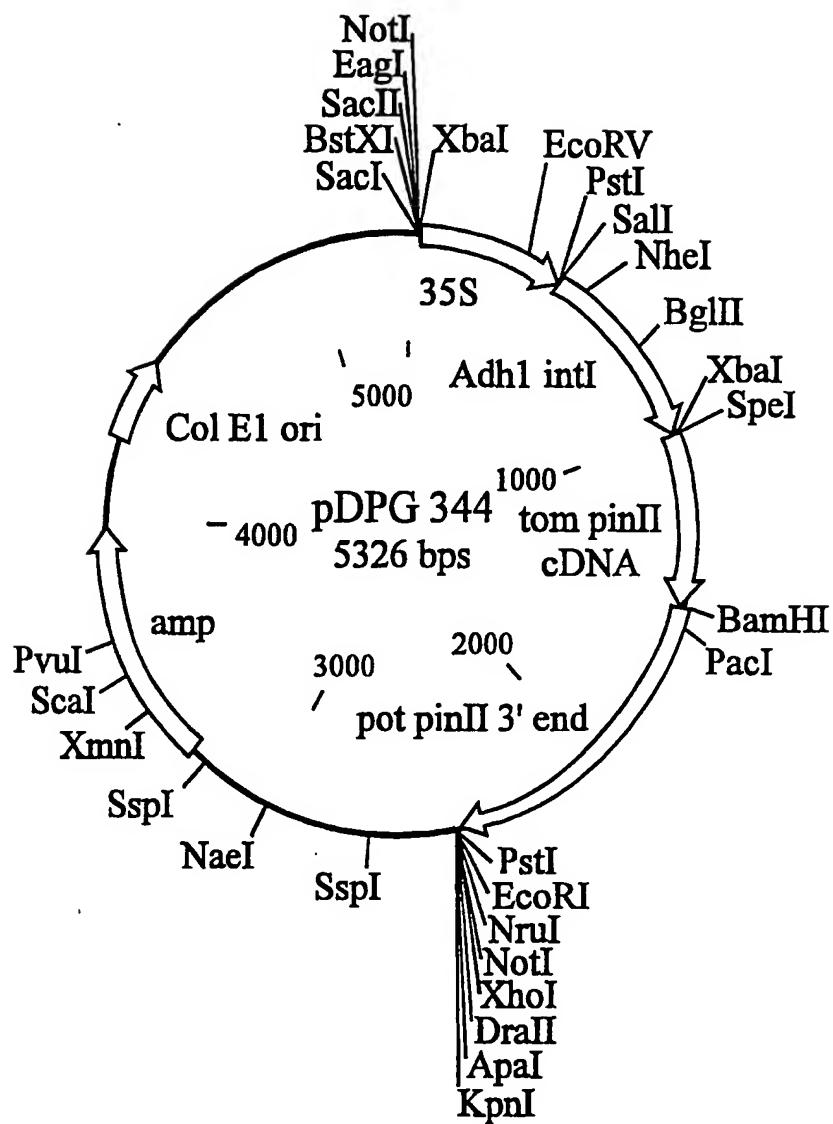 NotI
EagI
SacII
BstXI
SacI
XbaI
EcoRV
PstI
SalI
NheI
BglII
XbaI
SpeI
35S
Adh1 intI
5000
Col E1 ori
1000
pDPG 344
5326 bps
tom pinII
cDNA
4000
amp
BamHI
PacI
PvuI
ScaI
XmnI
SspI
NaeI
SspI
3000
2000
pot pinII 3' end
PstI
EcoRI
NruI
NotI
XhoI
DraII
ApaI
KpnI